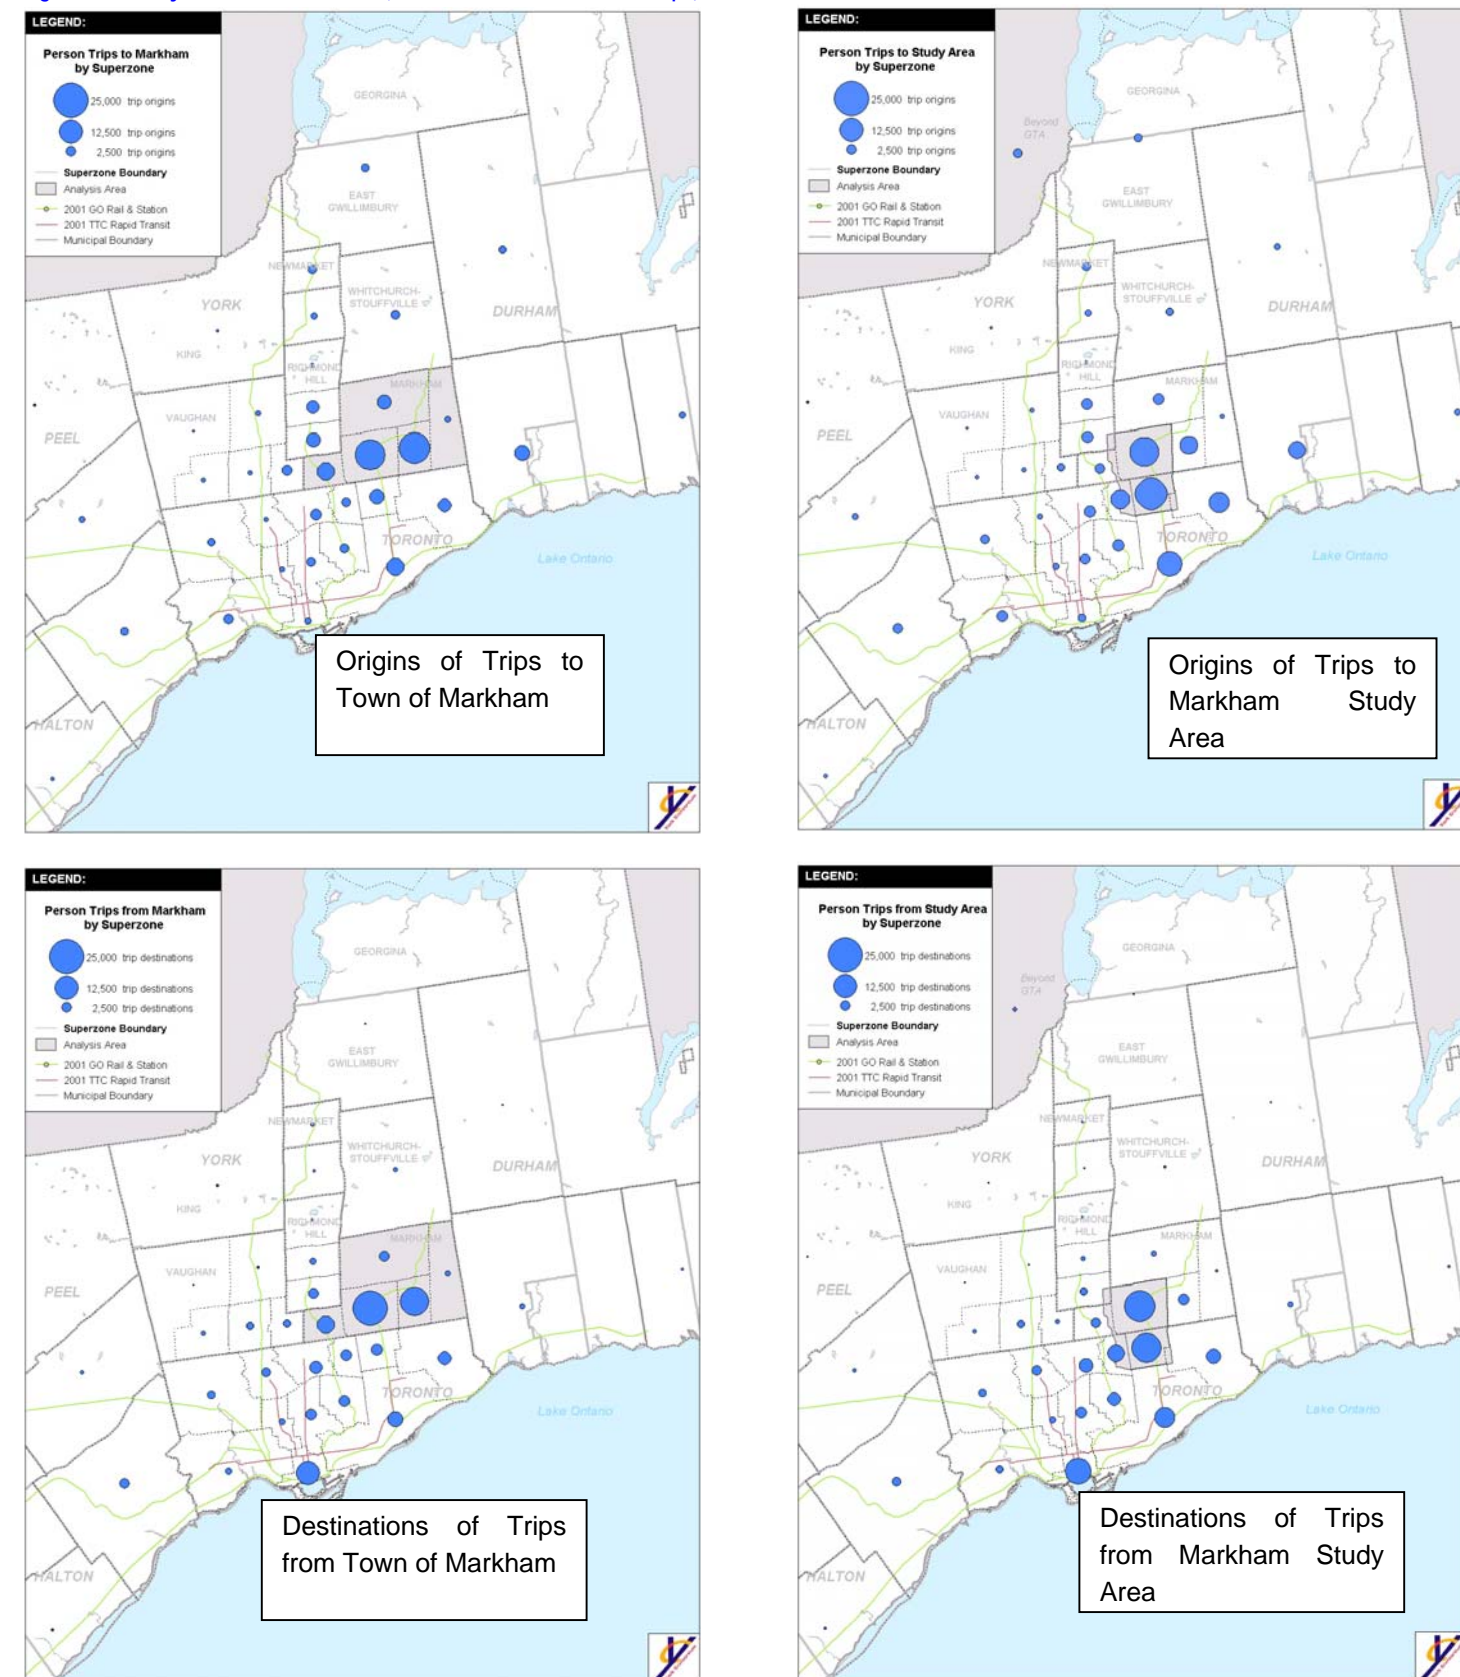 LEGEND:
Person Trips to Markham
by Superzone
25,000 trip origins
12,500 trip origins
2,500 trip origins
Superzone Boundary
Analysis Area
2001 GO Rail & Station
2001 TTC Rapid Transit
Municipal Boundary
GEORGINA
EAST
GWILLIMBURY
NEWMARKET
WHITCHURCH-
STOUFFVILLE
YORK
DURHAM
KING
RICHMOND
HILL
MARKHAM
VAUGHAN
PEEL
TORONTO
Lake Ontario
HALTON
Origins of Trips to
Town of Markham
LEGEND:
Person Trips to Study Area
by Superzone
25,000 trip origins
12,500 trip origins
2,500 trip origins
Superzone Boundary
Analysis Area
2001 GO Rail & Station
2001 TTC Rapid Transit
Municipal Boundary
GEORGINA
Beyond
GTA
EAST
GWILLIMBURY
NEWMARKET
WHITCHURCH-
STOUFFVILLE
YORK
DURHAM
KING
RICHMOND
HILL
MARKHAM
VAUGHAN
PEEL
TORONTO
Lake Ontario
HALTON
Origins of Trips to
Markham Study
Area
LEGEND:
Person Trips from Markham
by Superzone
25,000 trip destinations
12,500 trip destinations
2,500 trip destinations
Superzone Boundary
Analysis Area
2001 GO Rail & Station
2001 TTC Rapid Transit
Municipal Boundary
GEORGINA
EAST
GWILLIMBURY
NEWMARKET
WHITCHURCH-
STOUFFVILLE
YORK
DURHAM
KING
RICHMOND
HILL
MARKHAM
VAUGHAN
PEEL
TORONTO
Lake Ontario
HALTON
Destinations of Trips
from Town of Markham
LEGEND:
Person Trips from Study Area
by Superzone
25,000 trip destinations
12,500 trip destinations
2,500 trip destinations
Superzone Boundary
Analysis Area
2001 GO Rail & Station
2001 TTC Rapid Transit
Municipal Boundary
GEORGINA
Beyond
GTA
EAST
GWILLIMBURY
NEWMARKET
WHITCHURCH-
STOUFFVILLE
YORK
DURHAM
KING
RICHMOND
HILL
MARKHAM
VAUGHAN
PEEL
TORONTO
Lake Ontario
HALTON
Destinations of Trips
from Markham Study
Area